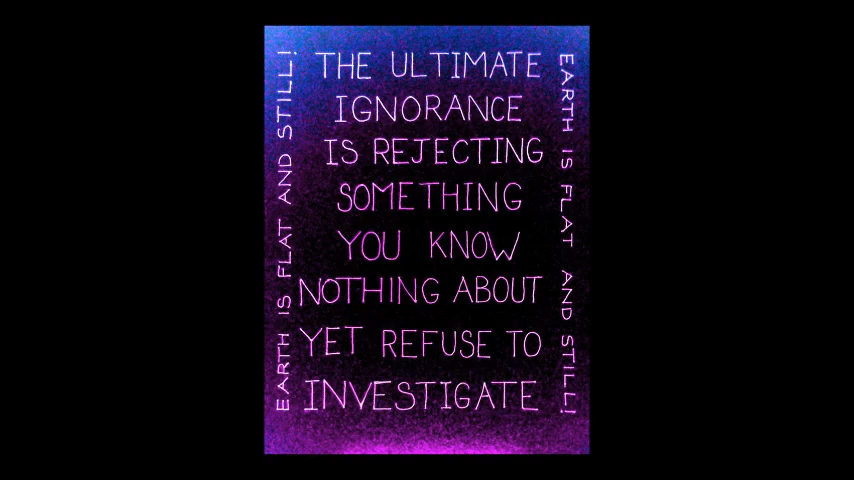 EARTH IS FLAT AND STILL!
THE ULTIMATE
IGNORANCE
IS REJECTING
SOMETHING
YOU KNOW
NOTHING ABOUT
YET REFUSE TO
INVESTIGATE
EARTH IS FLAT AND STILL!